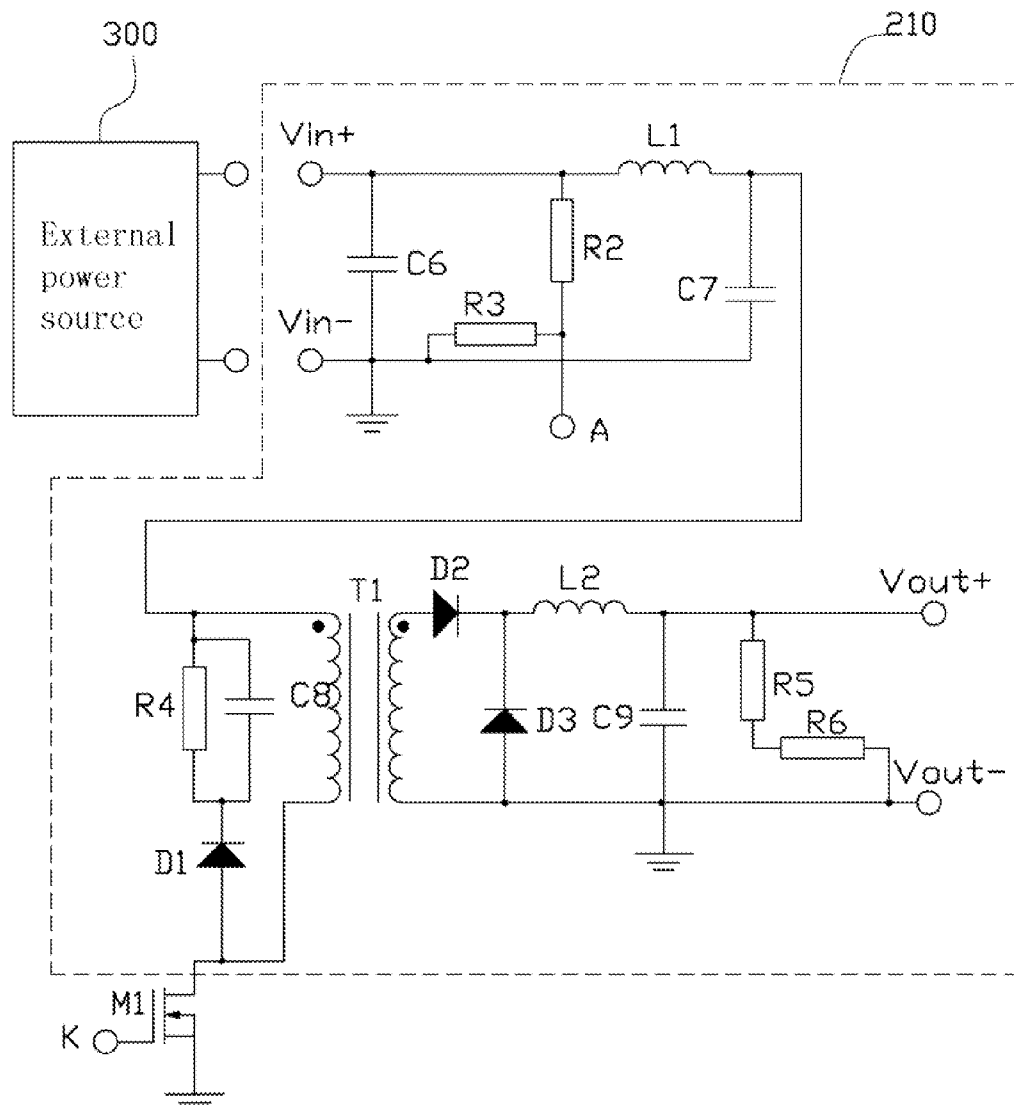 300
210
Vin+
L1
External
power
source
C6
R2
C7
R3
Vin-
A
D2
L2
Vout+
T1
R4
C8
D3
C9
R5
R6
Vout-
D1
M1
K